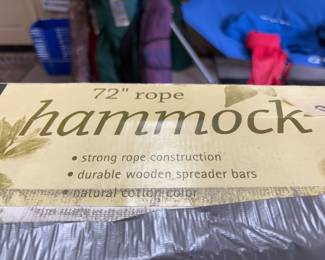 72" rope
hammock
• strong rope construction
• durable wooden spreader bars
• natural cotton color